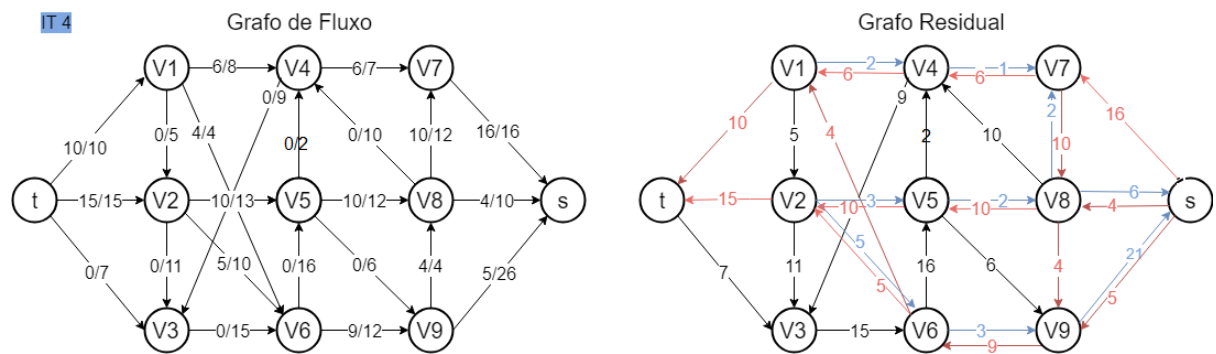 IT 4
Grafo de Fluxo
V1
6/8
V4
6/7
V7
0/9
10/10
0/5
4/4
0/2
0/10
10/12
16/16
t
15/15
V2
10/13
V5
10/12
V8
4/10
s
0/7
0/11
5/10
0/16
0/6
4/4
5/26
V3
0/15
V6
9/12
V9
Grafo Residual
V1
2
6
V4
1
6
V7
9
10
5
4
2
10
2
10
16
t
15
V2
3
10
V5
2
10
V8
6
4
s
7
11
5
5
16
6
4
21
5
V3
15
V6
3
9
V9